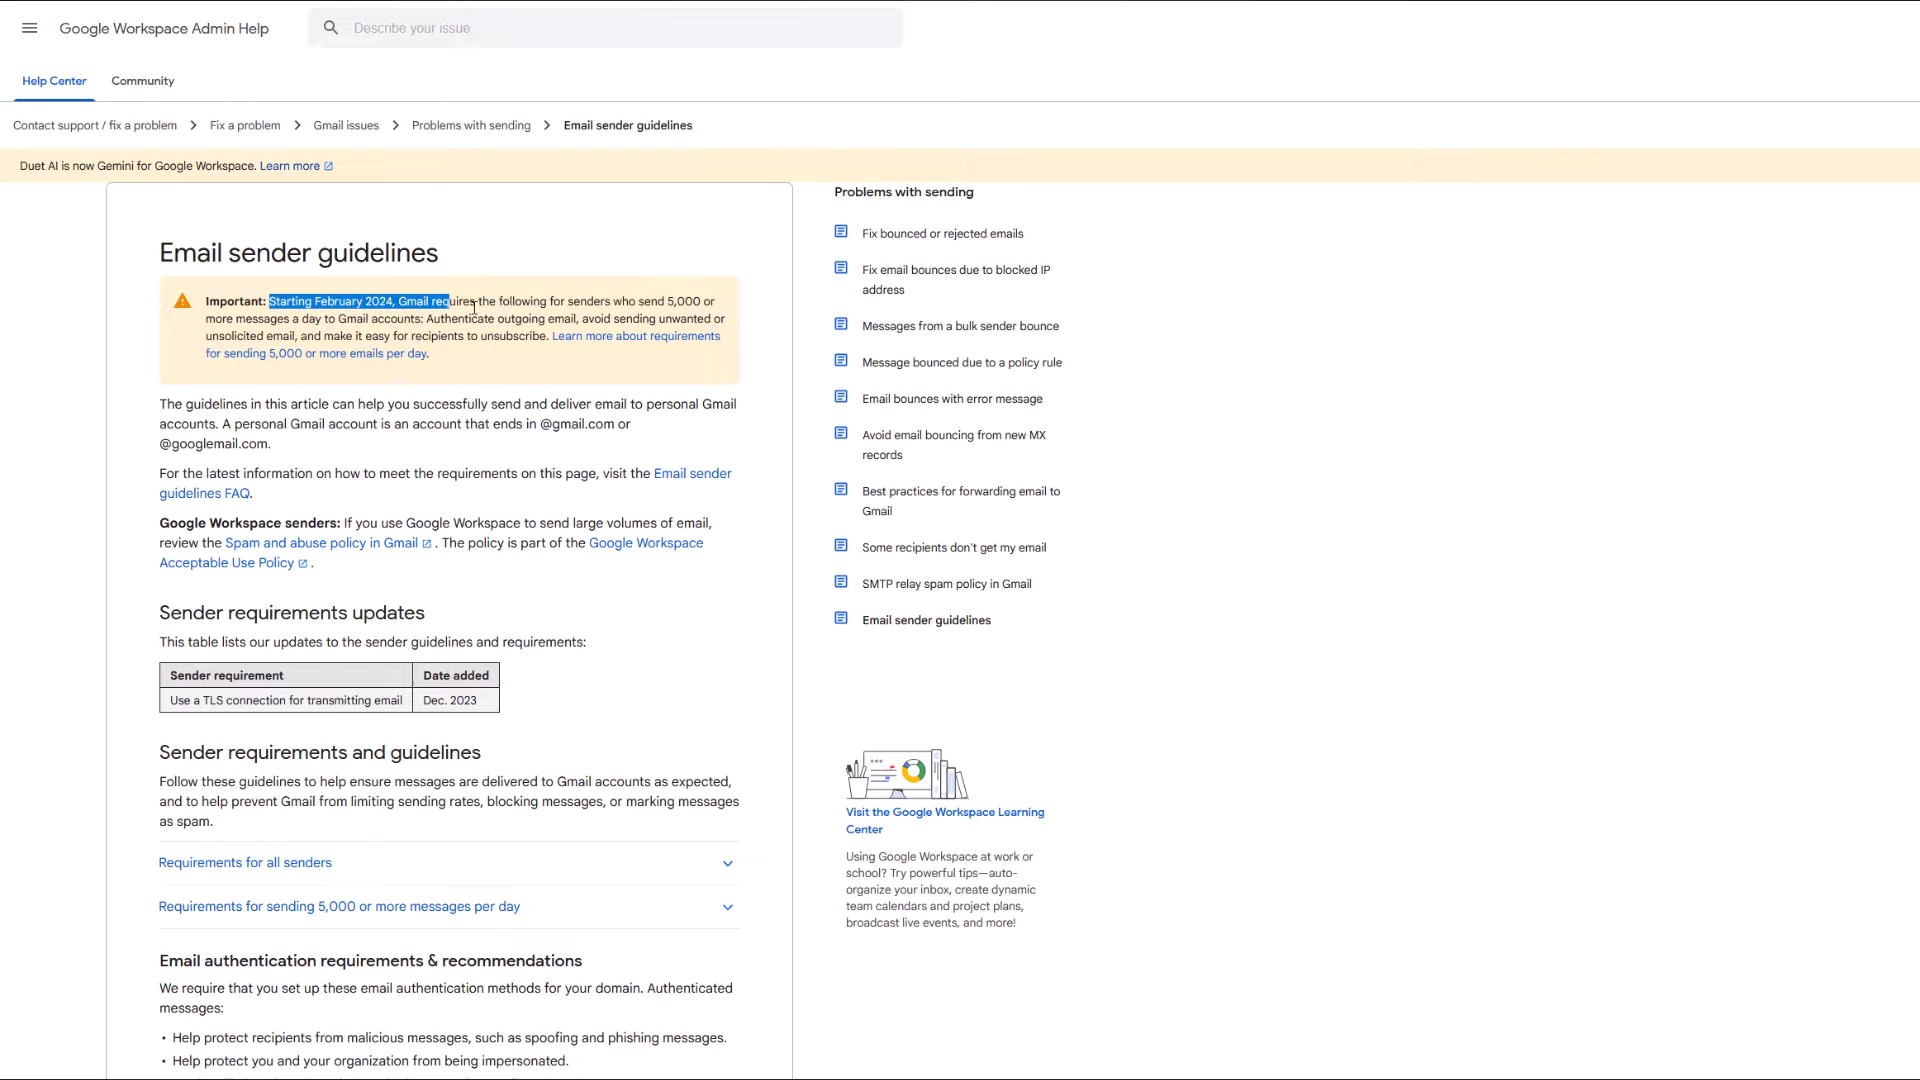 Google Workspace Admin Help
Describe your issue
Help Center
Community
Contact support / fix a problem
Fix a problem
Gmail issues
Problems with sending
Email sender guidelines
Duet AI is now Gemini for Google Workspace. Learn more
Email sender guidelines
Important: Starting February 2024, Gmail requires the following for senders who send 5,000 or
more messages a day to Gmail accounts: Authenticate outgoing email, avoid sending unwanted or
unsolicited email, and make it easy for recipients to unsubscribe. Learn more about requirements
for sending 5,000 or more emails per day.
The guidelines in this article can help you successfully send and deliver email to personal Gmail
accounts. A personal Gmail account is an account that ends in @gmail.com or
@googlemail.com.
For the latest information on how to meet the requirements on this page, visit the Email sender
guidelines FAQ.
Google Workspace senders: If you use Google Workspace to send large volumes of email,
review the Spam and abuse policy in Gmail . The policy is part of the Google Workspace
Acceptable Use Policy .
Sender requirements updates
This table lists our updates to the sender guidelines and requirements:
Sender requirement Date added
Use a TLS connection for transmitting email Dec. 2023
Sender requirements and guidelines
Follow these guidelines to help ensure messages are delivered to Gmail accounts as expected,
and to help prevent Gmail from limiting sending rates, blocking messages, or marking messages
as spam.
Requirements for all senders
Requirements for sending 5,000 or more messages per day
Email authentication requirements & recommendations
We require that you set up these email authentication methods for your domain. Authenticated
messages:
• Help protect recipients from malicious messages, such as spoofing and phishing messages.
• Help protect you and your organization from being impersonated.
Problems with sending
Fix bounced or rejected emails
Fix email bounces due to blocked IP
address
Messages from a bulk sender bounce
Message bounced due to a policy rule
Email bounces with error message
Avoid email bouncing from new MX
records
Best practices for forwarding email to
Gmail
Some recipients don't get my email
SMTP relay spam policy in Gmail
Email sender guidelines
Visit the Google Workspace Learning
Center
Using Google Workspace at work or
school? Try powerful tips—auto-
organize your inbox, create dynamic
team calendars and project plans,
broadcast live events, and more!